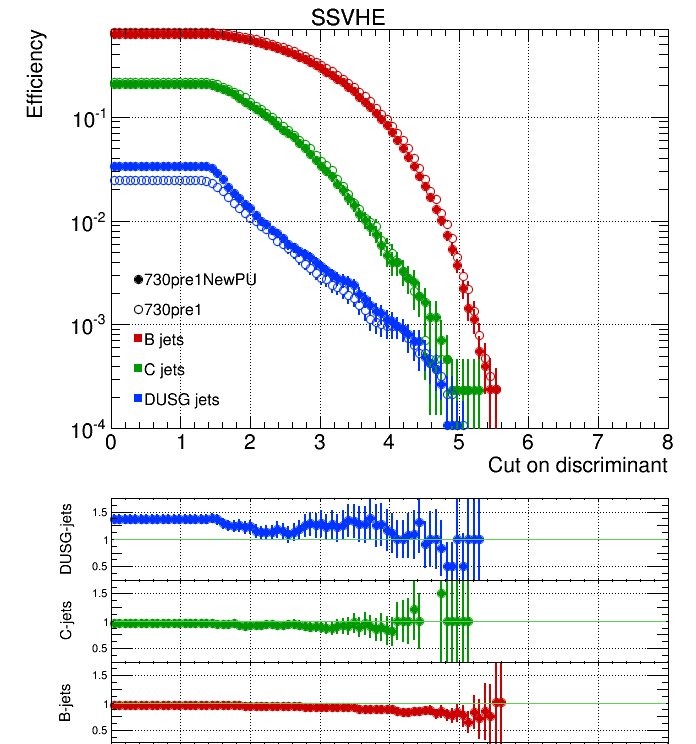 SSVHE
Efficiency
10^-1
10^-2
10^-3
10^-4
730pre1NewPU
730pre1
B jets
C jets
DUSG jets
0 1 2 3 4 5 6 7 8
Cut on discriminant
DUSG-jets
1.5
1
0.5
C-jets
1.5
1
0.5
B-jets
1.5
1
0.5